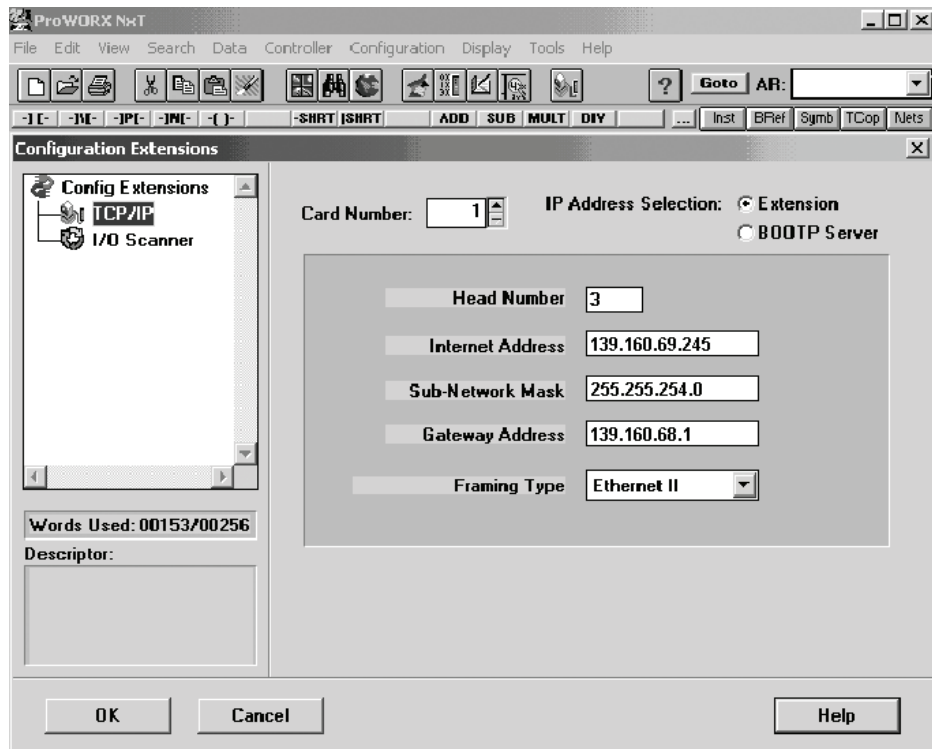 ProWORX NxT
File Edit View Search Data Controller Configuration Display Tools Help
? Goto AR:
-] [- -]\[- -]P[- -]N[- -( )- -SHRT |SHRT ADD SUB MULT DIV ... Inst BRef Symb TCop Nets
Configuration Extensions
Config Extensions
TCP/IP
I/O Scanner
Card Number: 1
IP Address Selection: Extension
BOOTP Server
Head Number 3
Internet Address 139.160.69.245
Sub-Network Mask 255.255.254.0
Gateway Address 139.160.68.1
Framing Type Ethernet II
Words Used: 00153/00256
Descriptor:
OK Cancel Help